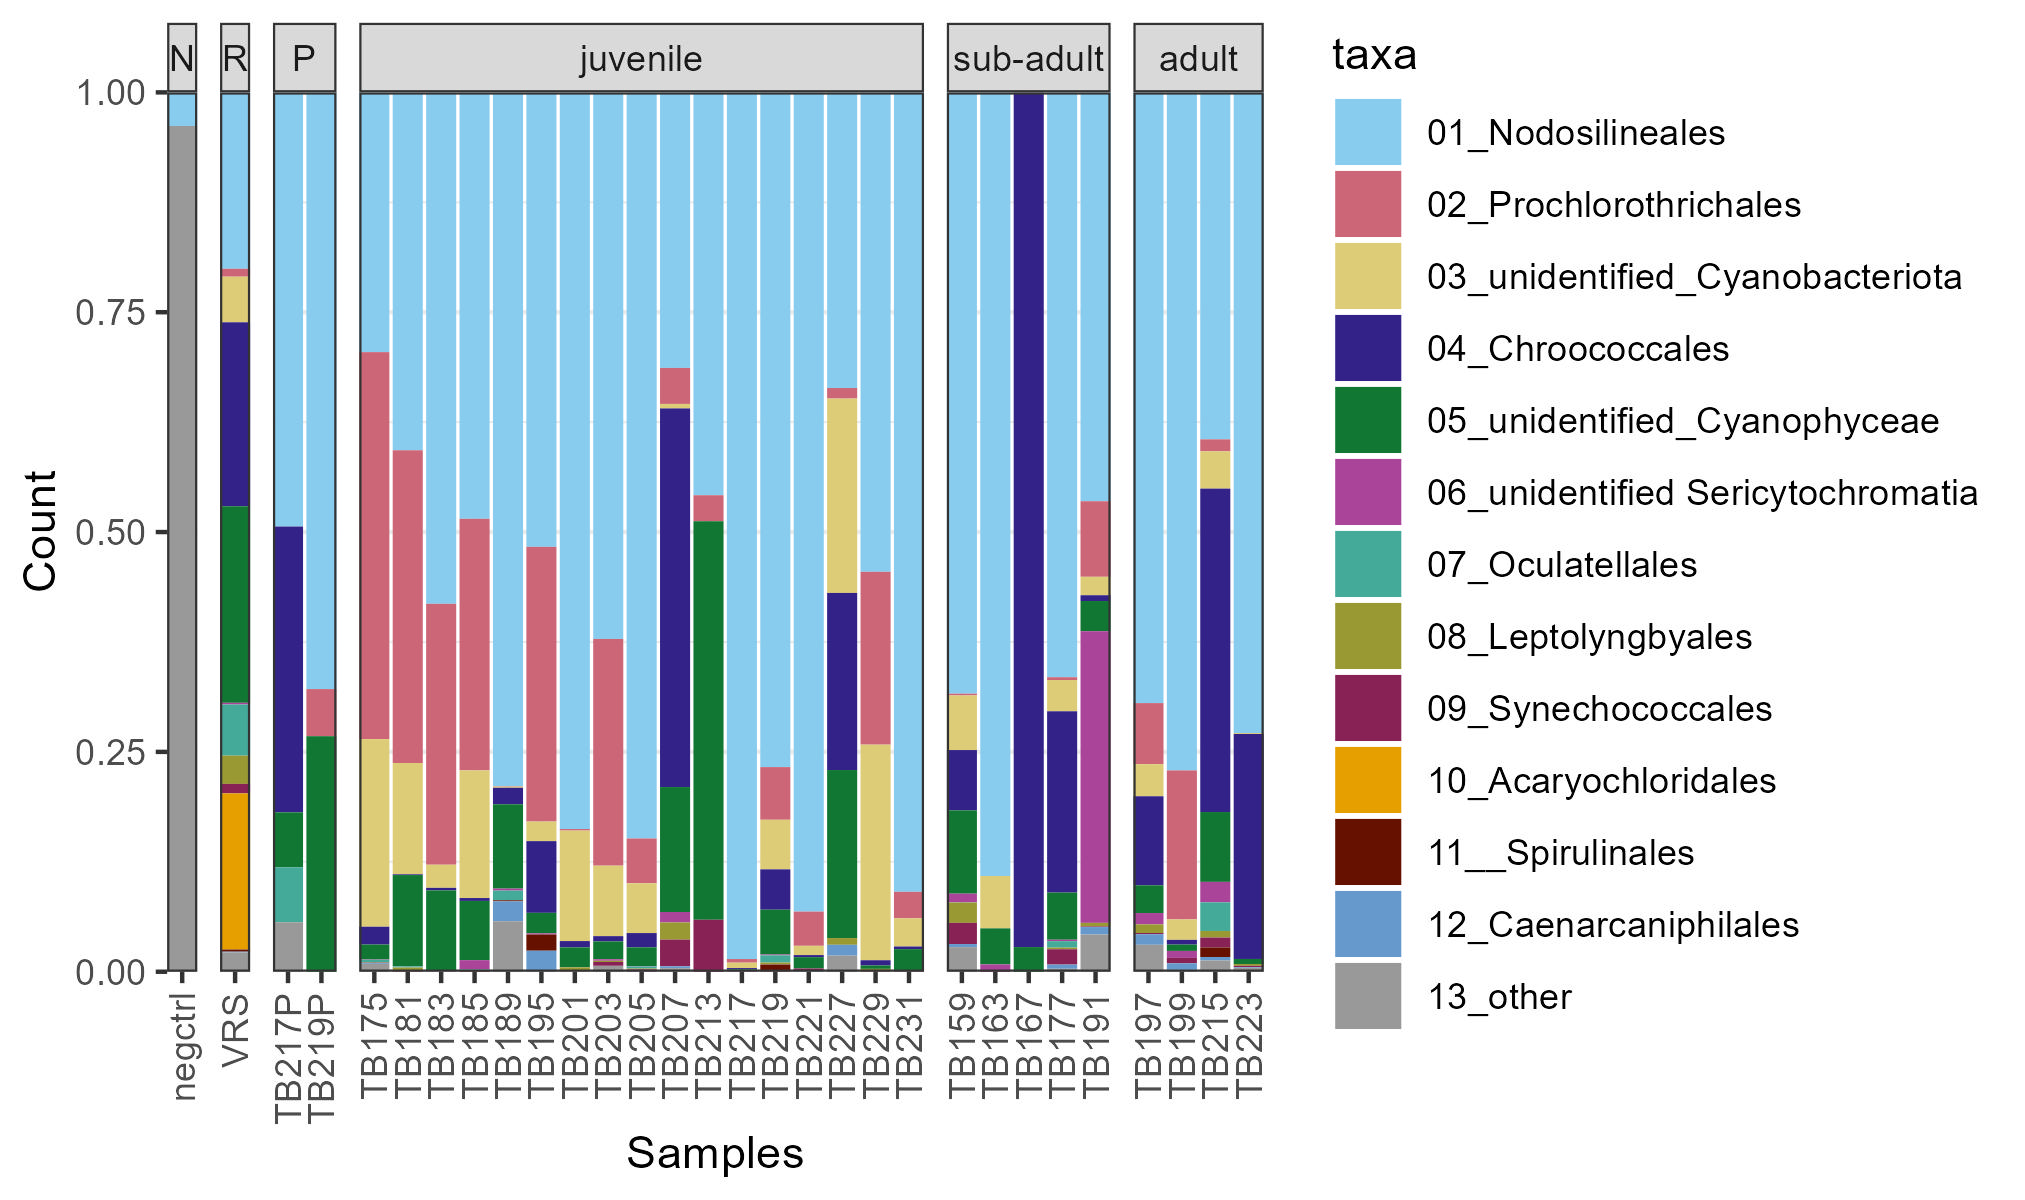 N R P juvenile sub-adult adult
taxa
1.00
0.75
0.50
0.25
0.00
Count
negctrl
VRS
TB217P
TB219P
TB175
TB181
TB183
TB185
TB189
TB195
TB201
TB203
TB205
TB207
TB213
TB217
TB219
TB221
TB227
TB229
TB231
TB159
TB163
TB167
TB177
TB191
TB197
TB199
TB215
TB223
Samples
01_Nodosilineales
02_Prochlorothrichales
03_unidentified_Cyanobacteriota
04_Chroococcales
05_unidentified_Cyanophyceae
06_unidentified Sericytochromatia
07_Oculatellales
08_Leptolyngbyales
09_Synechococcales
10_Acaryochloridales
11__Spirulinales
12_Caenarcaniphilales
13_other